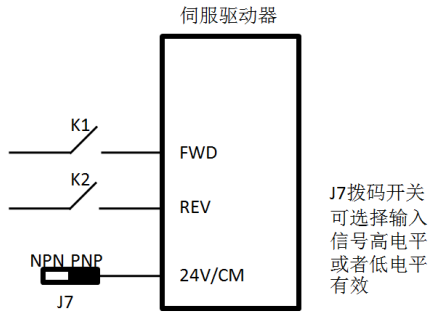 伺服驱动器
K1
FWD
K2
REV
NPN PNP
24V/CM
J7
J7拨码开关
可选择输入
信号高电平
或者低电平
有效